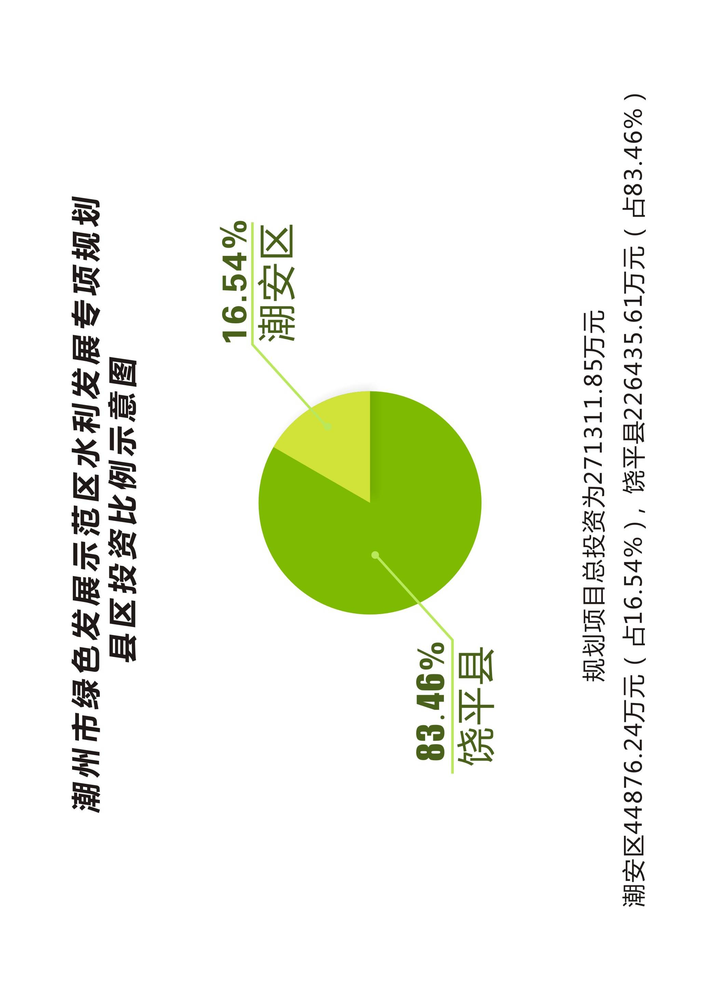 潮州市绿色发展示范区水利发展专项规划
县区投资比例示意图
16.54%
潮安区
83.46%
饶平县
规划项目总投资为271311.85万元
潮安区44876.24万元（占16.54%），饶平县226435.61万元（占83.46%）